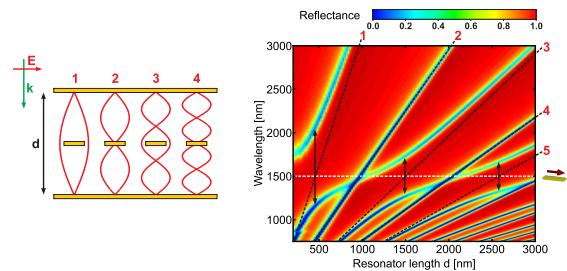 E
k
d
1 2 3 4
Reflectance
0.0 0.2 0.4 0.6 0.8 1.0
1 2
3
4
5
3000
2500
2000
1500
1000
Wavelength [nm]
500 1000 1500 2000 2500 3000
Resonator length d [nm]